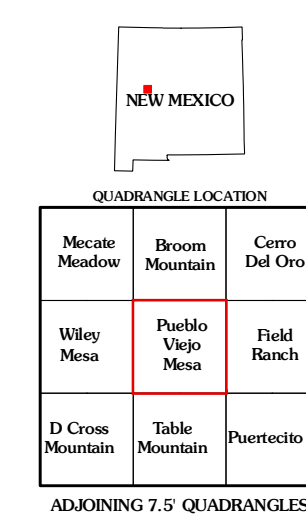 NEW MEXICO
QUADRANGLE LOCATION
Mecate
Meadow
Broom
Mountain
Cerro
Del Oro
Wiley
Mesa
Pueblo
Viejo
Mesa
Field
Ranch
D Cross
Mountain
Table
Mountain
Puertecito
ADJOINING 7.5' QUADRANGLES